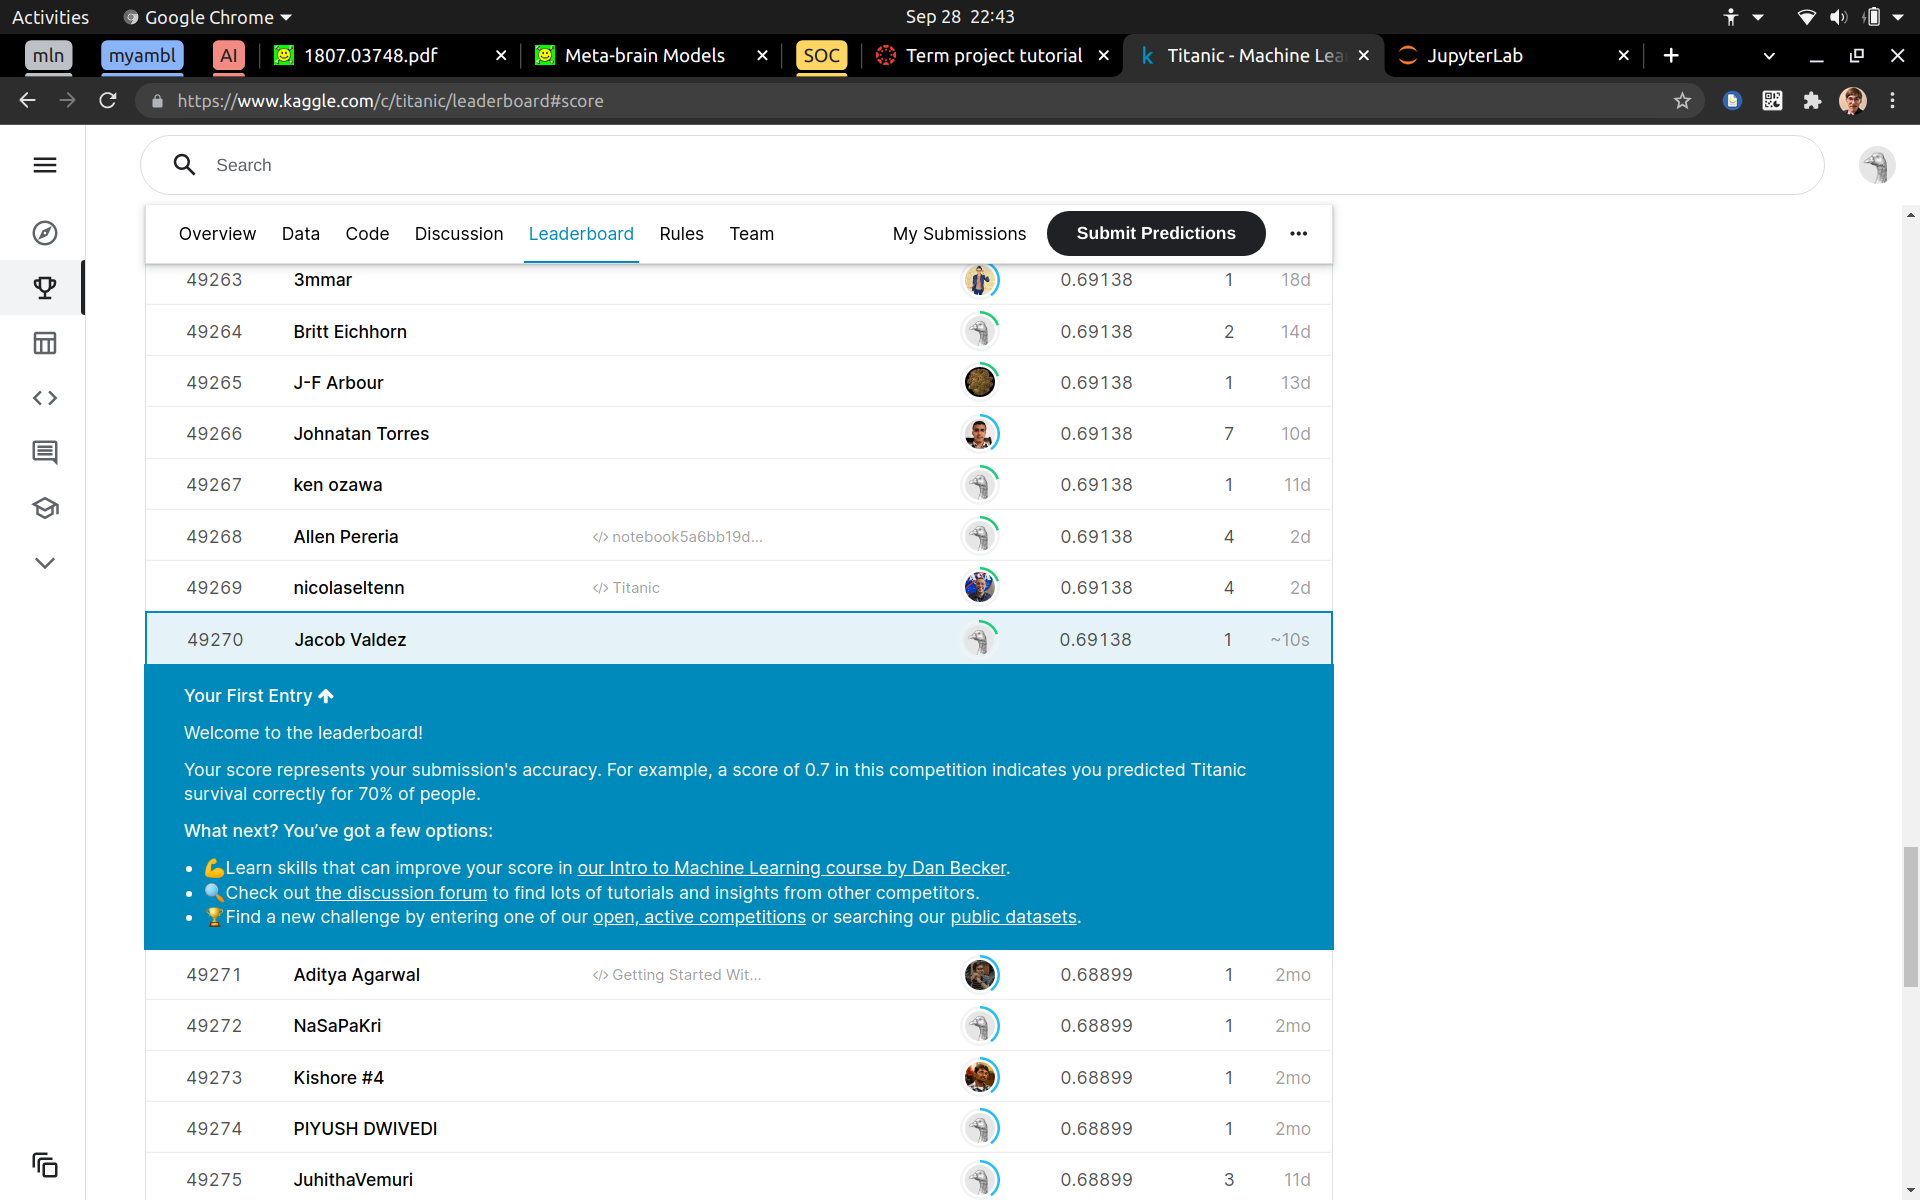 Activities Google Chrome Sep 28 22:43
mln myambl AI 1807.03748.pdf Meta-brain Models SOC Term project tutorial Titanic - Machine Lea JupyterLab
https://www.kaggle.com/c/titanic/leaderboard#score
Search
Overview Data Code Discussion Leaderboard Rules Team My Submissions Submit Predictions
49263 3mmar 0.69138 1 18d
49264 Britt Eichhorn 0.69138 2 14d
49265 J-F Arbour 0.69138 1 13d
49266 Johnatan Torres 0.69138 7 10d
49267 ken ozawa 0.69138 1 11d
49268 Allen Pereria </> notebook5a6bb19d... 0.69138 4 2d
49269 nicolaseltenn </> Titanic 0.69138 4 2d
49270 Jacob Valdez 0.69138 1 ~10s
Your First Entry
Welcome to the leaderboard!
Your score represents your submission's accuracy. For example, a score of 0.7 in this competition indicates you predicted Titanic
survival correctly for 70% of people.
What next? You've got a few options:
• 💪Learn skills that can improve your score in our Intro to Machine Learning course by Dan Becker.
• 🔍Check out the discussion forum to find lots of tutorials and insights from other competitors.
• 🏆Find a new challenge by entering one of our open, active competitions or searching our public datasets.
49271 Aditya Agarwal </> Getting Started Wit... 0.68899 1 2mo
49272 NaSaPaKri 0.68899 1 2mo
49273 Kishore #4 0.68899 1 2mo
49274 PIYUSH DWIVEDI 0.68899 1 2mo
49275 JuhithaVemuri 0.68899 3 11d